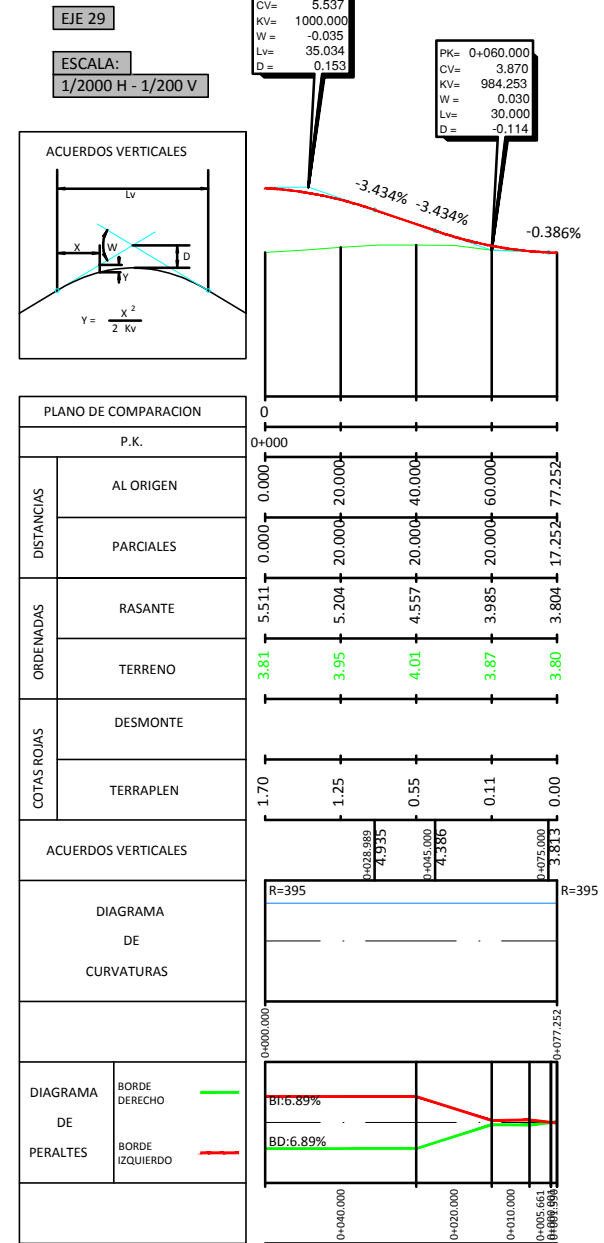 EJE 29
ESCALA:
1/2000 H - 1/200 V
CV= 5.537
KV= 1000.000
W = -0.035
Lv= 35.034
D = 0.153
PK= 0+060.000
CV= 3.870
KV= 984.253
W = 0.030
Lv= 30.000
D = -0.114
ACUERDOS VERTICALES
Lv
X
W
D
Y
Y = X 2
2 Kv
-3.434% -3.434%
-0.386%
PLANO DE COMPARACION 0
P.K. 0+000
DISTANCIAS
AL ORIGEN 0.000 20.000 40.000 60.000 77.252
PARCIALES 0.000 20.000 20.000 20.000 17.252
ORDENADAS
RASANTE 5.511 5.204 4.557 3.985 3.804
TERRENO 3.81 3.95 4.01 3.87 3.80
COTAS ROJAS
DESMONTE
TERRAPLEN 1.70 1.25 0.55 0.11 0.00
ACUERDOS VERTICALES
0+028.989 4.935
0+045.000 4.386
0+075.000 3.813
DIAGRAMA
DE
CURVATURAS
R=395 R=395
0+000.000 0+077.252
DIAGRAMA
DE
PERALTES
BORDE
DERECHO
BORDE
IZQUIERDO
BI:6.89%
BD:6.89%
0+040.000 0+020.000 0+010.000 0+005.661